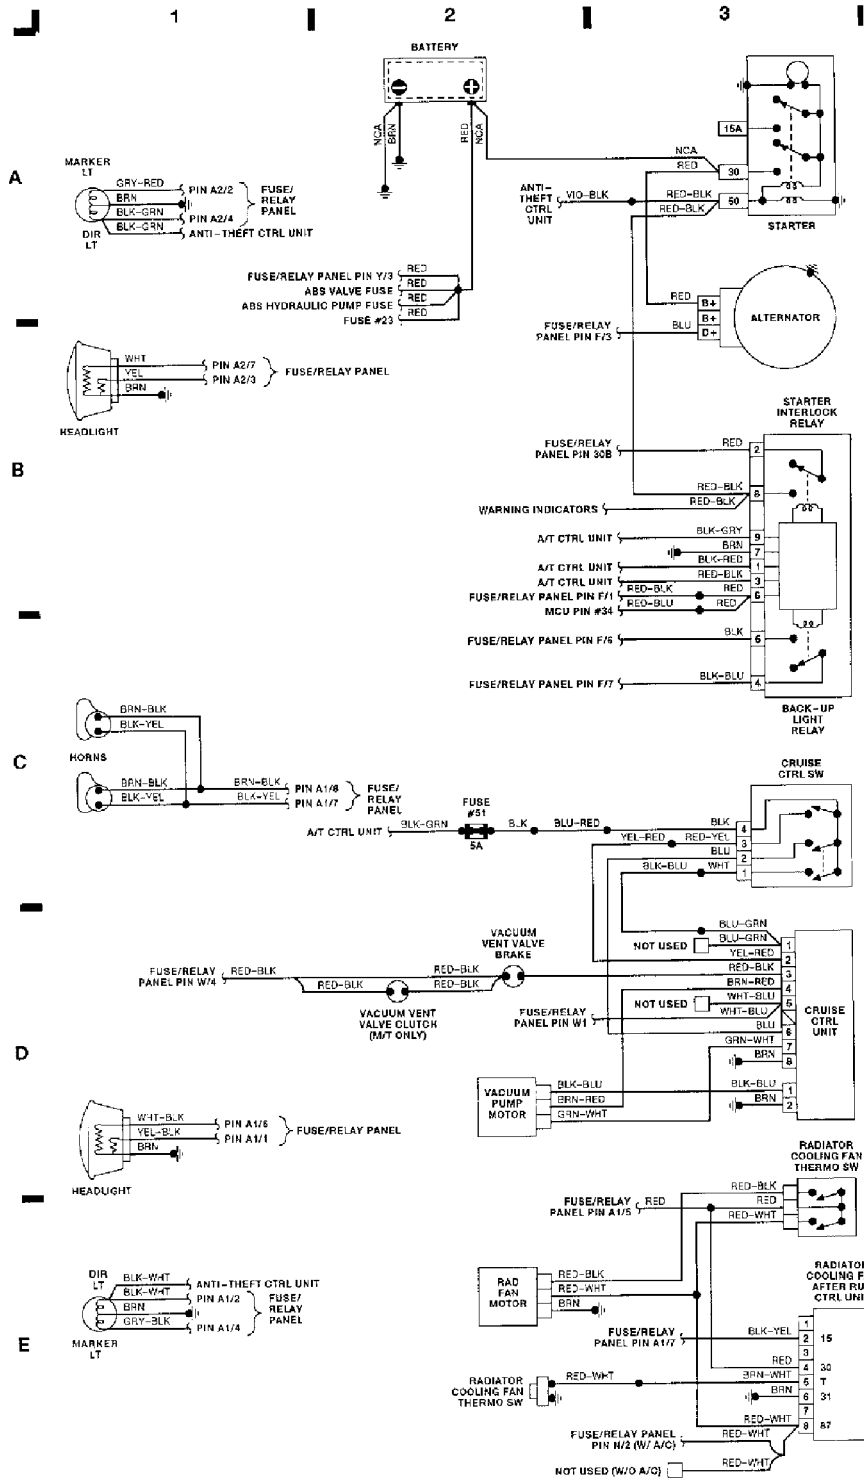 1 2 3
A
B
C
D
E
BATTERY
NCA
BRN
RED
NCA
15A
NCA
RED
30
ANTI-
THEFT
CTRL
UNIT
VIO-BLK
RED-BLK
RED-BLK
50
STARTER
MARKER
LT
GRY-RED
PIN A2/2
BRN
BLK-GRN
PIN A2/4
BLK-GRN
ANTI-THEFT CTRL UNIT
DIR
LT
FUSE/
RELAY
PANEL
FUSE/RELAY PANEL PIN Y/3
RED
ABS VALVE FUSE
RED
ABS HYDRAULIC PUMP FUSE
RED
FUSE #23
RED
RED
B+
B+
D+
BLU
ALTERNATOR
FUSE/RELAY
PANEL PIN F/3
WHT
PIN A2/7
YEL
PIN A2/3
BRN
FUSE/RELAY PANEL
HEADLIGHT
STARTER
INTERLOCK
RELAY
FUSE/RELAY
PANEL PIN 30B
RED
2
RED-BLK
8
RED-BLK
WARNING INDICATORS
A/T CTRL UNIT
BLK-GRY
9
BRN
7
A/T CTRL UNIT
BLK-RED
1
A/T CTRL UNIT
RED-BLK
3
FUSE/RELAY PANEL PIN F/1
RED-BLK
RED
6
MCU PIN #34
RED-BLU
RED
FUSE/RELAY PANEL PIN F/6
BLK
5
FUSE/RELAY PANEL PIN F/7
BLK-BLU
4
BACK-UP
LIGHT
RELAY
BRN-BLK
BLK-YEL
HORNS
BRN-BLK
BRN-BLK
PIN A1/8
BLK-YEL
BLK-YEL
PIN A1/7
FUSE/
RELAY
PANEL
CRUISE
CTRL SW
FUSE
#51
5A
A/T CTRL UNIT
BLK-GRN
BLK
BLU-RED
BLK
4
YEL-RED
RED-YEL
3
BLU
2
BLK-BLU
WHT
1
BLU-GRN
BLU-GRN
NOT USED
1
YEL-RED
2
RED-BLK
3
BRN-RED
4
WHT-BLU
NOT USED
5
WHT-BLU
FUSE/RELAY
PANEL PIN W1
BLU
6
GRN-WHT
7
BRN
8
CRUISE
CTRL
UNIT
BLK-BLU
1
BRN
2
VACUUM
VENT VALVE
BRAKE
FUSE/RELAY
PANEL PIN W/4
RED-BLK
RED-BLK
RED-BLK
RED-BLK
VACUUM VENT
VALVE CLUTCH
(M/T ONLY)
VACUUM
PUMP
MOTOR
BLK-BLU
BRN-RED
GRN-WHT
WHT-BLK
PIN A1/6
YEL-BLK
PIN A1/1
BRN
FUSE/RELAY PANEL
HEADLIGHT
RADIATOR
COOLING FAN
THERMO SW
RED-BLK
RED
RED-WHT
FUSE/RELAY
PANEL PIN A1/5
RED
RAD
FAN
MOTOR
RED-BLK
RED-WHT
BRN
DIR
LT
BLK-WHT
ANTI-THEFT CTRL UNIT
BLK-WHT
PIN A1/2
BRN
GRY-BLK
PIN A1/4
MARKER
LT
FUSE/
RELAY
PANEL
RADIATO
COOLING F
AFTER RU
CTRL UNI
1
FUSE/RELAY
PANEL PIN A1/7
BLK-YEL
2 15
3
RED
4 30
BRN-WHT
5 T
BRN
6 31
7
RED-WHT
8 87
RADIATOR
COOLING FAN
THERMO SW
RED-WHT
FUSE/RELAY PANEL
PIN N/2 (W/ A/C)
RED-WHT
NOT USED (W/O A/C)
RED-WHT